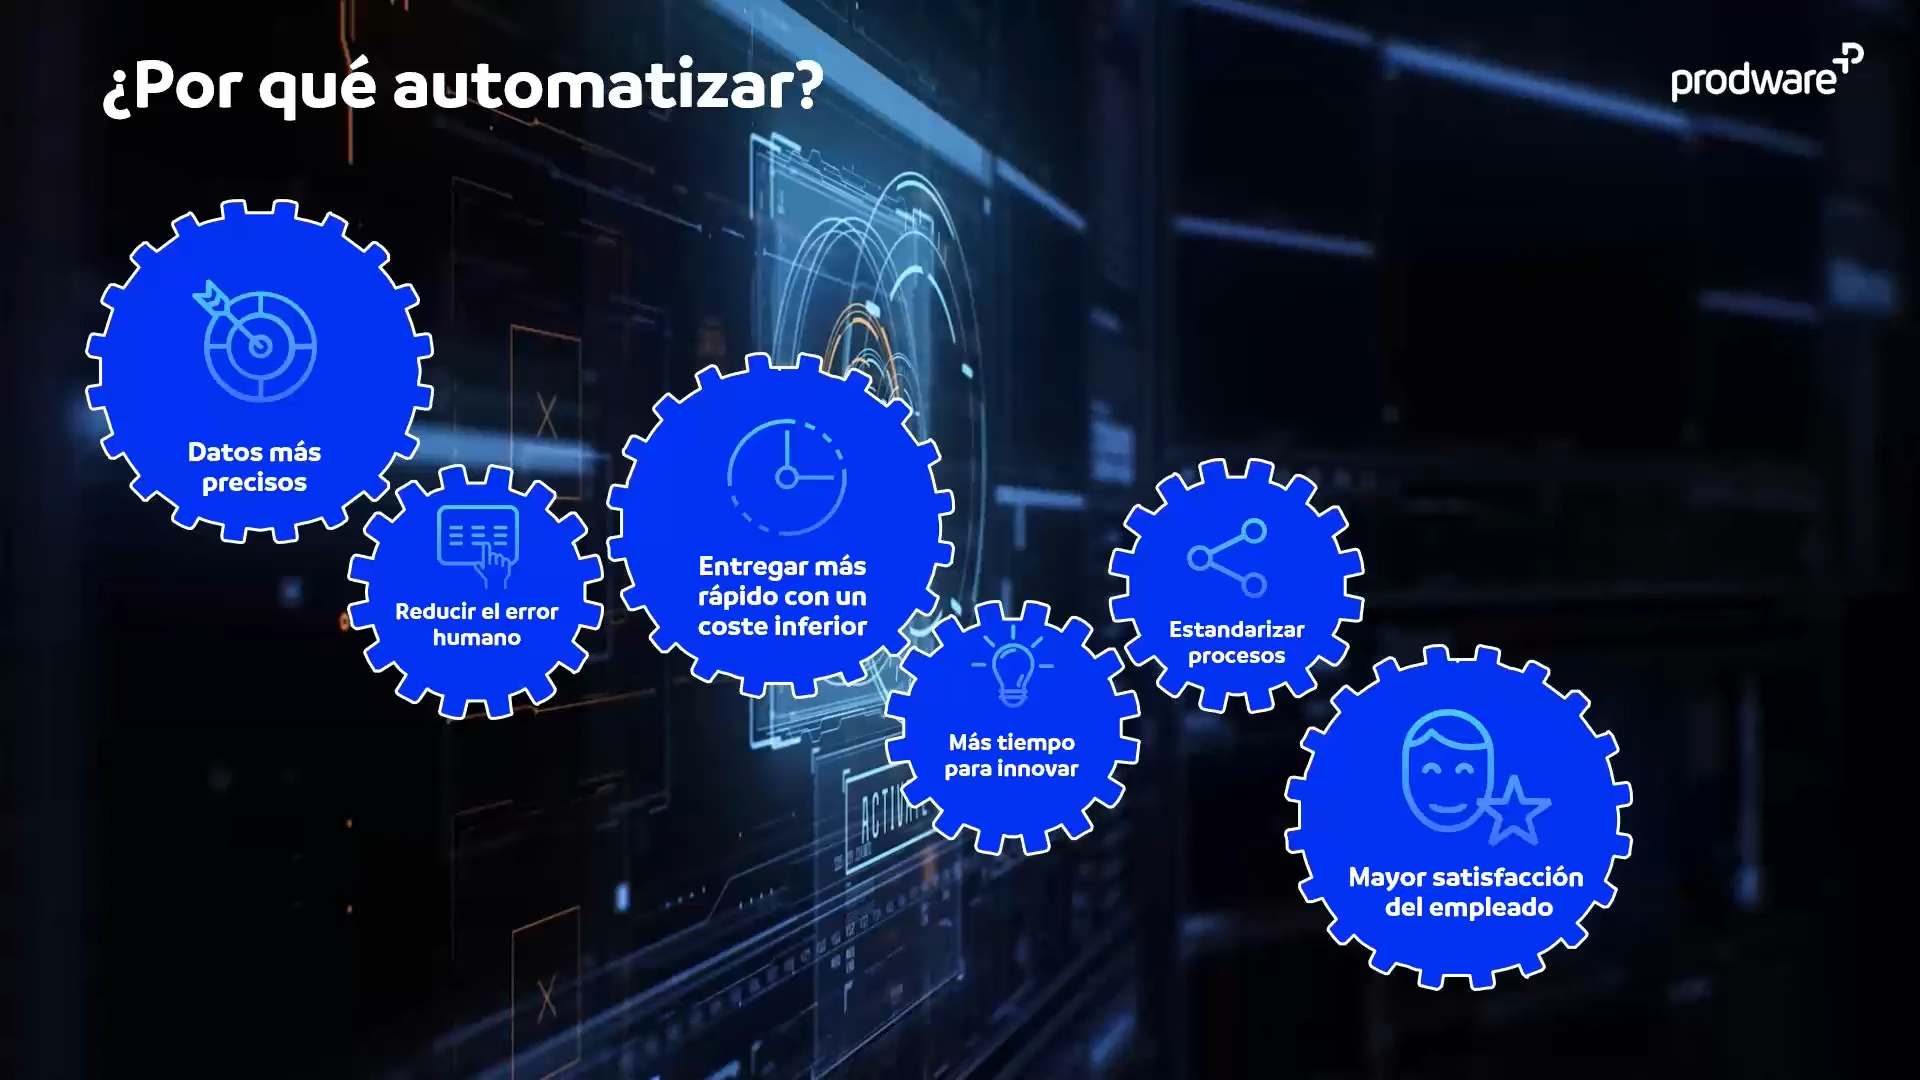 ¿Por qué automatizar?
prodware
Datos más
precisos
Reducir el error
humano
Entregar más
rápido con un
coste inferior
Más tiempo
para innovar
Estandarizar
procesos
Mayor satisfacción
del empleado